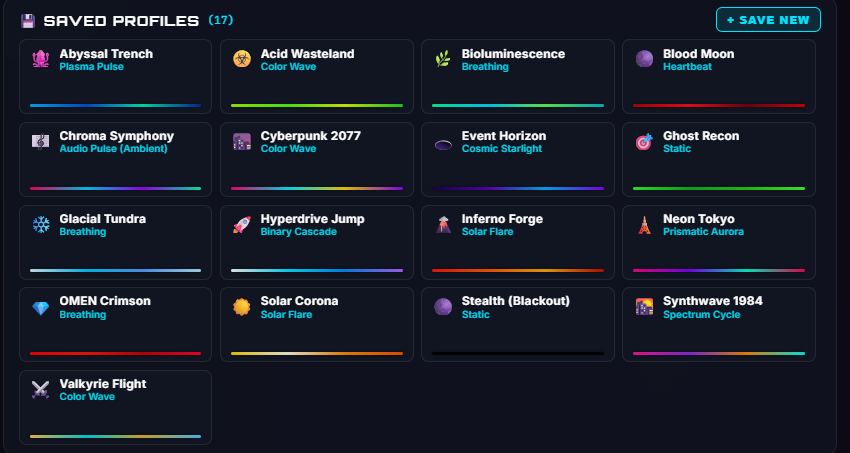 SAVED PROFILES (17)
+ SAVE NEW
Abyssal Trench
Plasma Pulse
Acid Wasteland
Color Wave
Bioluminescence
Breathing
Blood Moon
Heartbeat
Chroma Symphony
Audio Pulse (Ambient)
Cyberpunk 2077
Color Wave
Event Horizon
Cosmic Starlight
Ghost Recon
Static
Glacial Tundra
Breathing
Hyperdrive Jump
Binary Cascade
Inferno Forge
Solar Flare
Neon Tokyo
Prismatic Aurora
OMEN Crimson
Breathing
Solar Corona
Solar Flare
Stealth (Blackout)
Static
Synthwave 1984
Spectrum Cycle
Valkyrie Flight
Color Wave